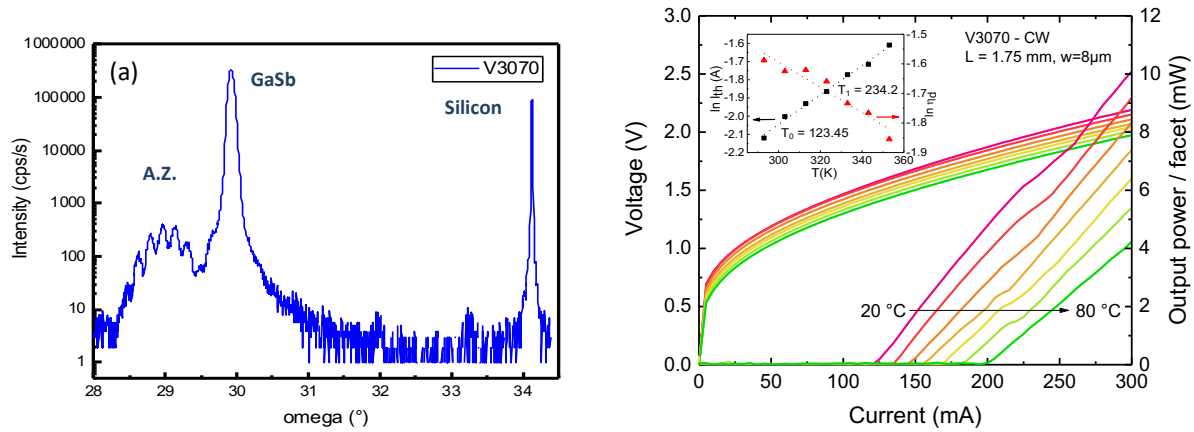 (a)
V3070
GaSb
Silicon
A.Z.
1000000
100000
10000
1000
100
10
1
Intensity (cps/s)
28 29 30 31 32 33 34
omega (°)
V3070 - CW
L = 1.75 mm, w=8µm
3.0
2.5
2.0
1.5
1.0
0.5
0.0
Voltage (V)
12
10
8
6
4
2
0
Output power / facet (mW)
0 50 100 150 200 250 300
Current (mA)
20 °C
80 °C
-1.6
-1.7
-1.8
-1.9
-2.0
-2.1
-2.2
ln Ith (A)
-1.5
-1.6
-1.7
-1.8
-1.9
ln ηd
T1 = 234.2
T0 = 123.45
300 320 340 360
T(K)